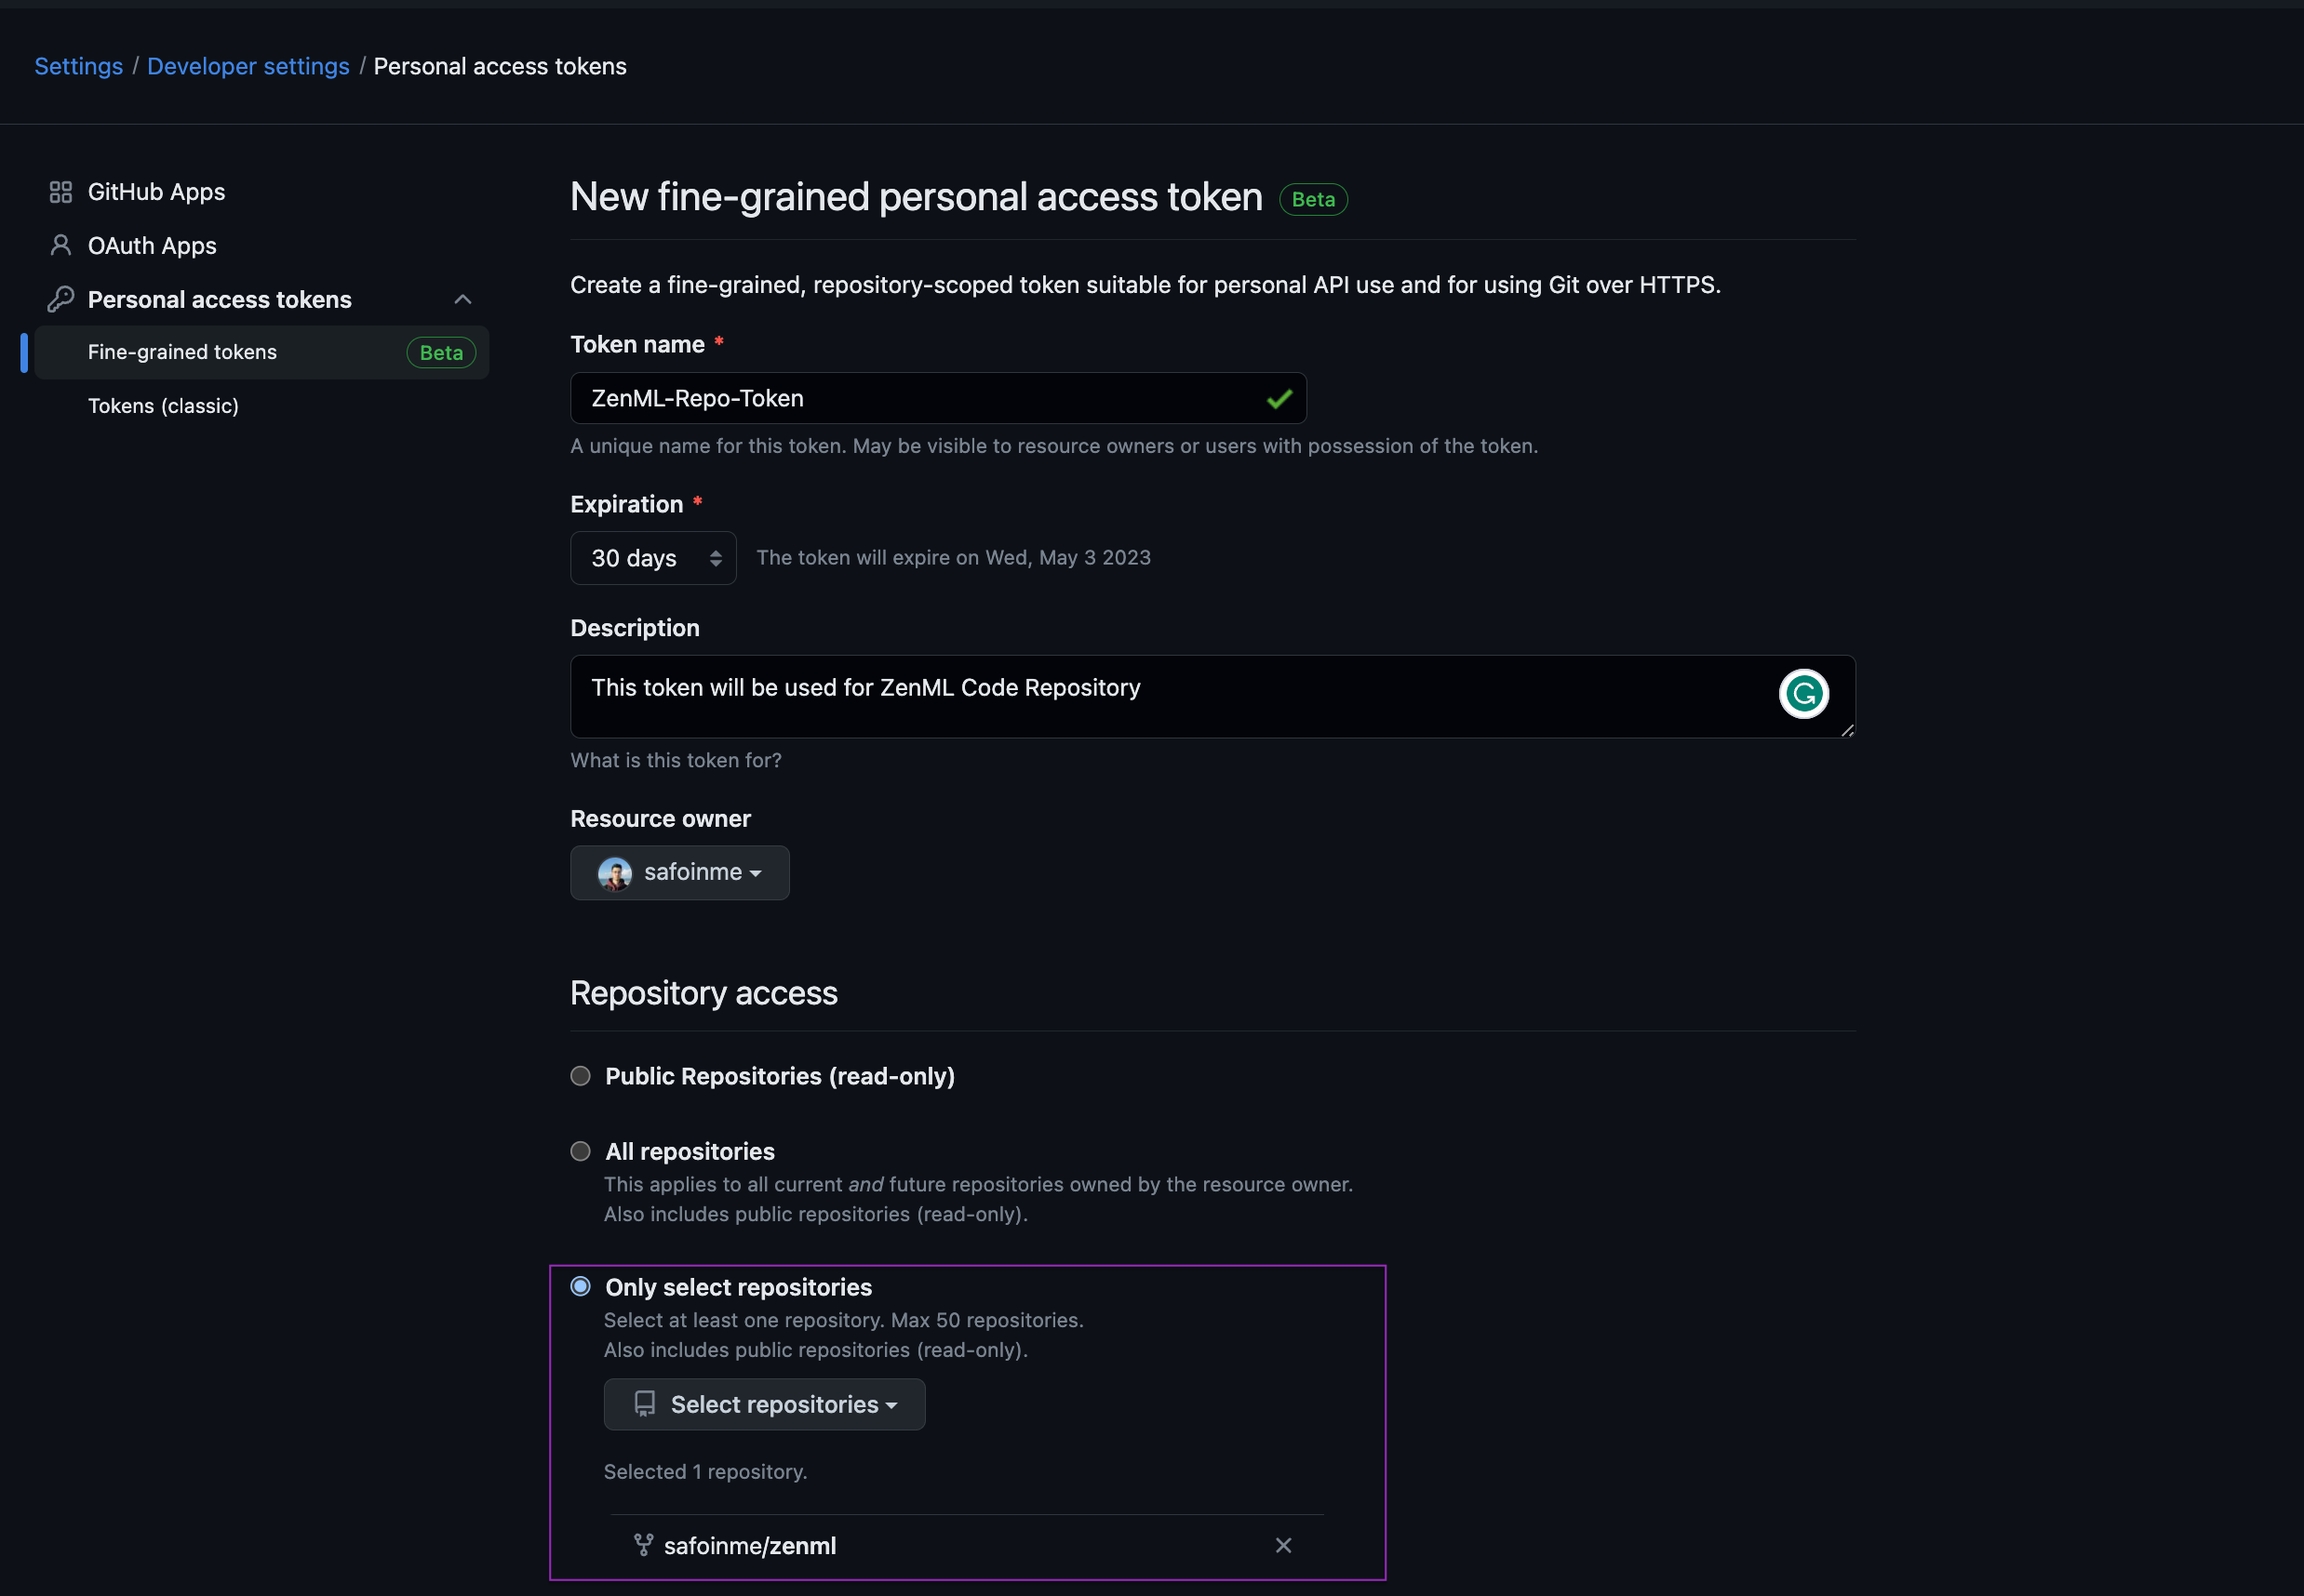 Settings / Developer settings / Personal access tokens
GitHub Apps
OAuth Apps
Personal access tokens
Fine-grained tokens Beta
Tokens (classic)
New fine-grained personal access token Beta
Create a fine-grained, repository-scoped token suitable for personal API use and for using Git over HTTPS.
Token name *
ZenML-Repo-Token
A unique name for this token. May be visible to resource owners or users with possession of the token.
Expiration *
30 days The token will expire on Wed, May 3 2023
Description
This token will be used for ZenML Code Repository
What is this token for?
Resource owner
safoinme
Repository access
Public Repositories (read-only)
All repositories
This applies to all current and future repositories owned by the resource owner.
Also includes public repositories (read-only).
Only select repositories
Select at least one repository. Max 50 repositories.
Also includes public repositories (read-only).
Select repositories
Selected 1 repository.
safoinme/zenml